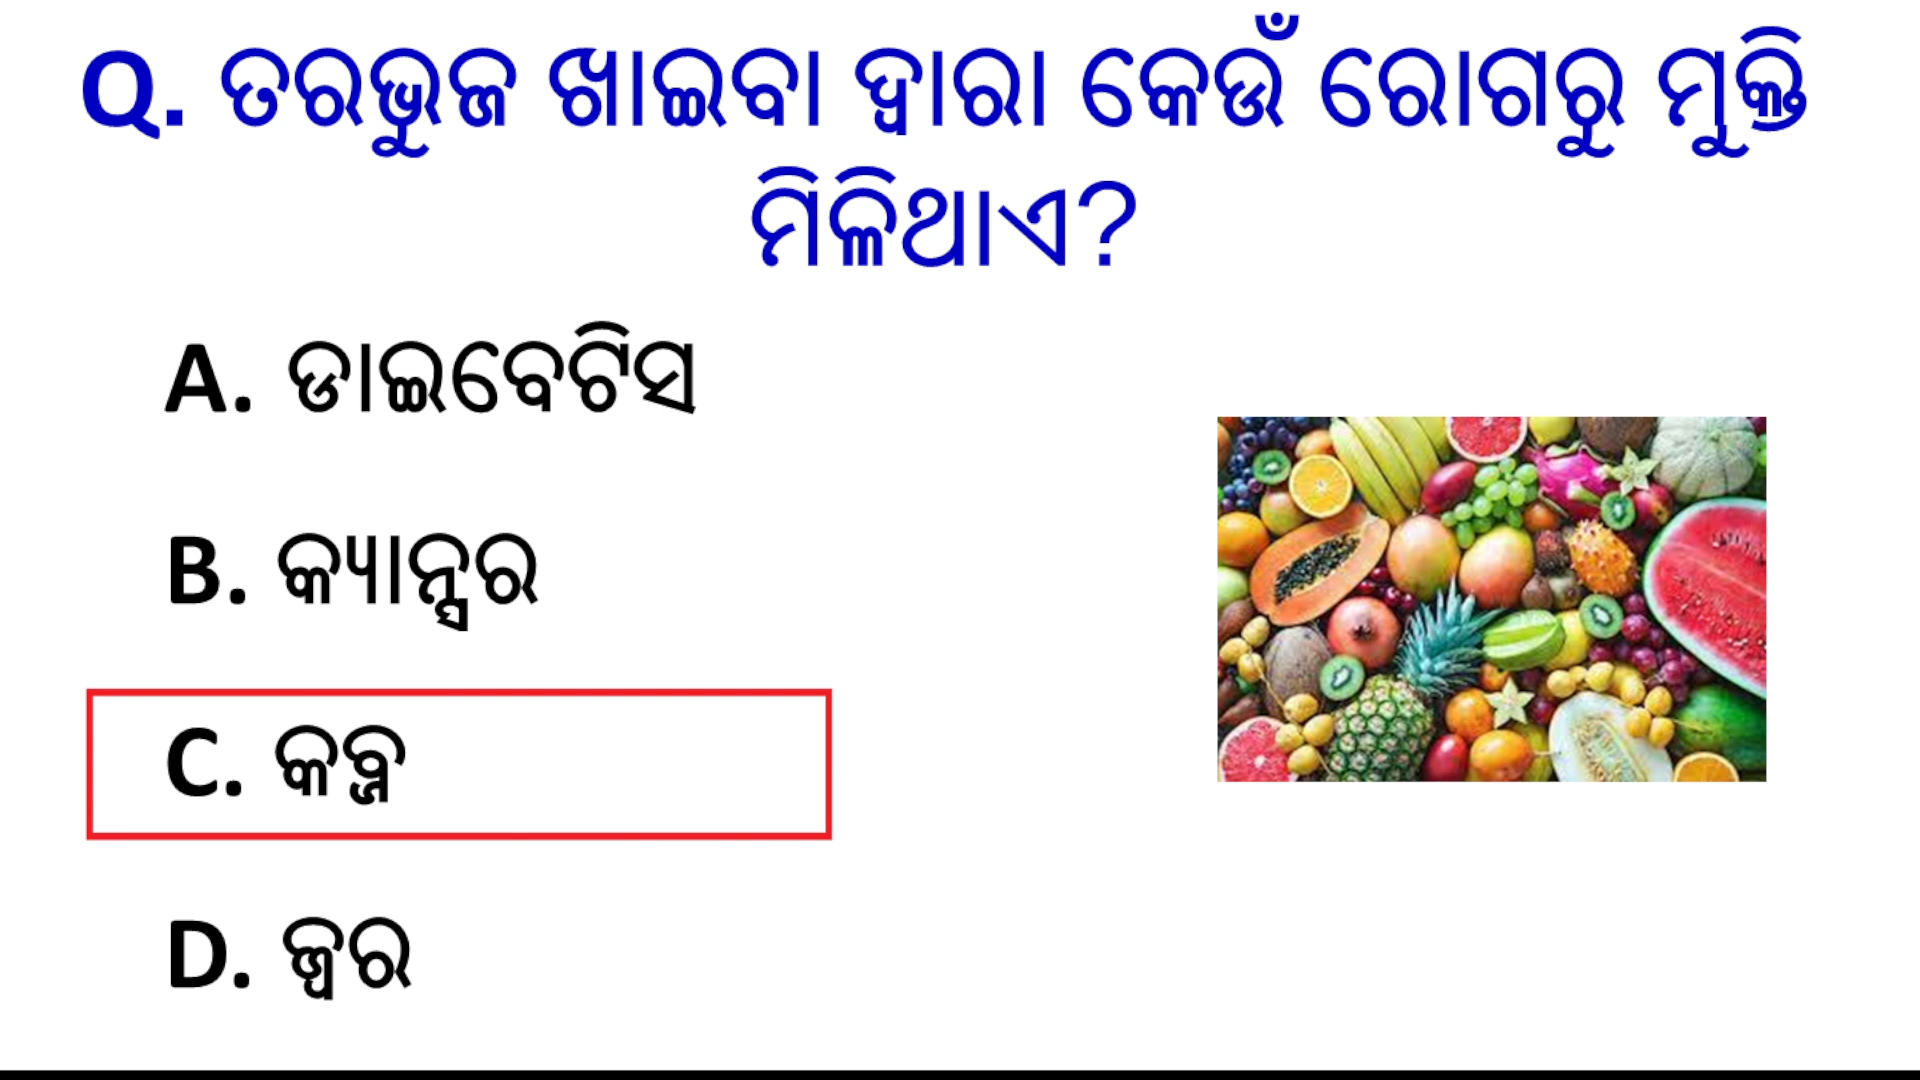 Q. ତରଭୁଜ ଖାଇବା ଦ୍ୱାରା କେଉଁ ରୋଗରୁ ମୁକ୍ତି
ମିଳିଥାଏ?
A. ଡାଇବେଟିସ
B. କ୍ୟାନ୍ସର
C. କବ୍ଜ
D. ଜ୍ୱର